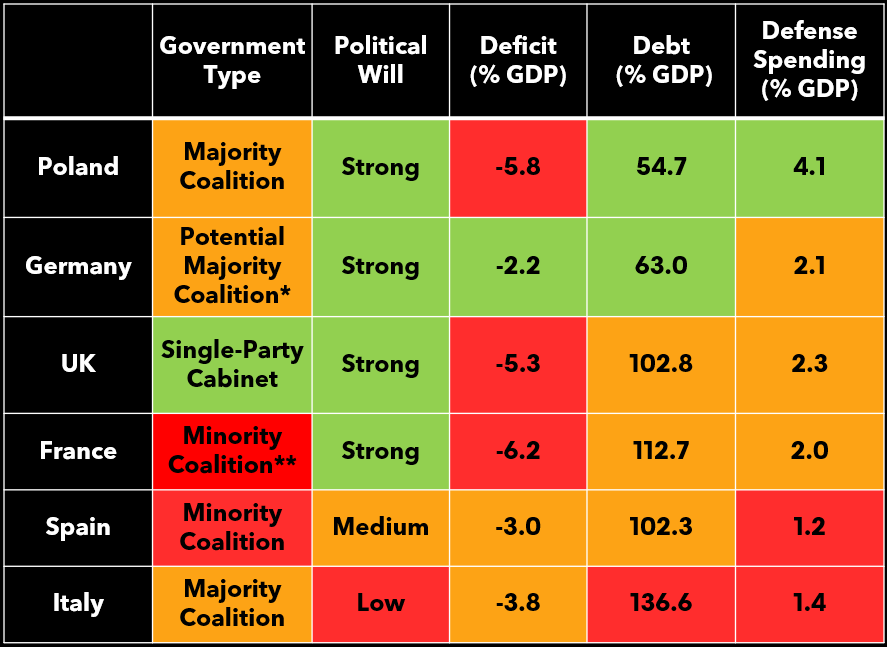 Government Type
Political Will
Deficit (% GDP)
Debt (% GDP)
Defense Spending (% GDP)
Poland
Majority Coalition
Strong
-5.8
54.7
4.1
Germany
Potential Majority Coalition*
Strong
-2.2
63.0
2.1
UK
Single-Party Cabinet
Strong
-5.3
102.8
2.3
France
Minority Coalition**
Strong
-6.2
112.7
2.0
Spain
Minority Coalition
Medium
-3.0
102.3
1.2
Italy
Majority Coalition
Low
-3.8
136.6
1.4